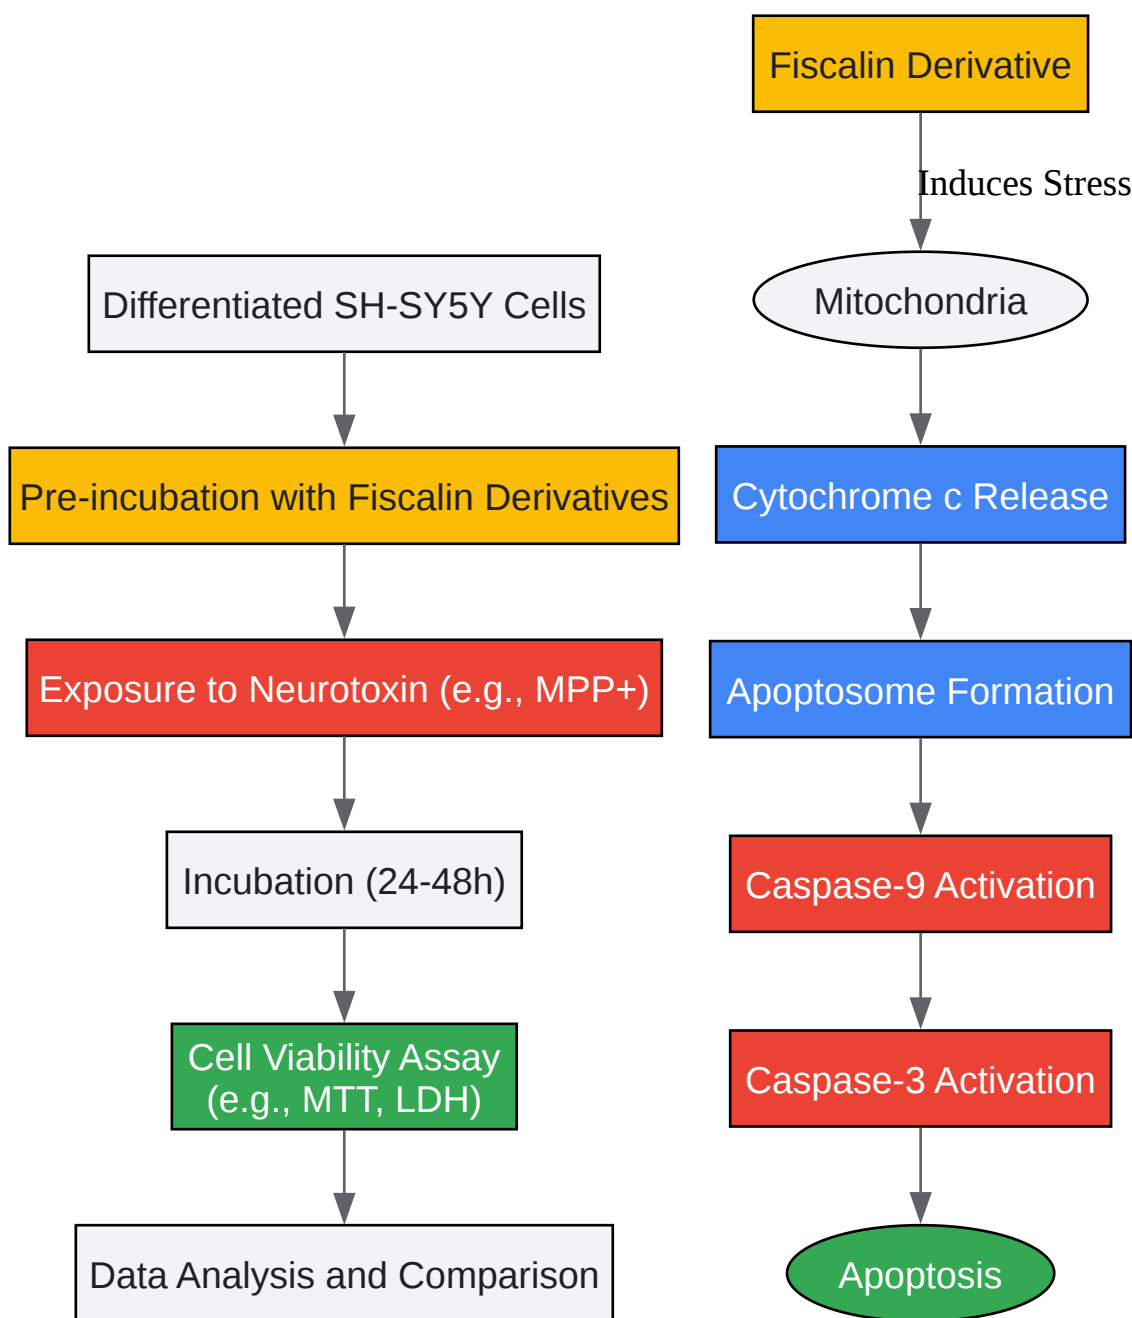 Differentiated SH-SY5Y Cells
Pre-incubation with Fiscalin Derivatives
Exposure to Neurotoxin (e.g., MPP+)
Incubation (24-48h)
Cell Viability Assay
(e.g., MTT, LDH)
Data Analysis and Comparison
Fiscalin Derivative
Induces Stress
Mitochondria
Cytochrome c Release
Apoptosome Formation
Caspase-9 Activation
Caspase-3 Activation
Apoptosis